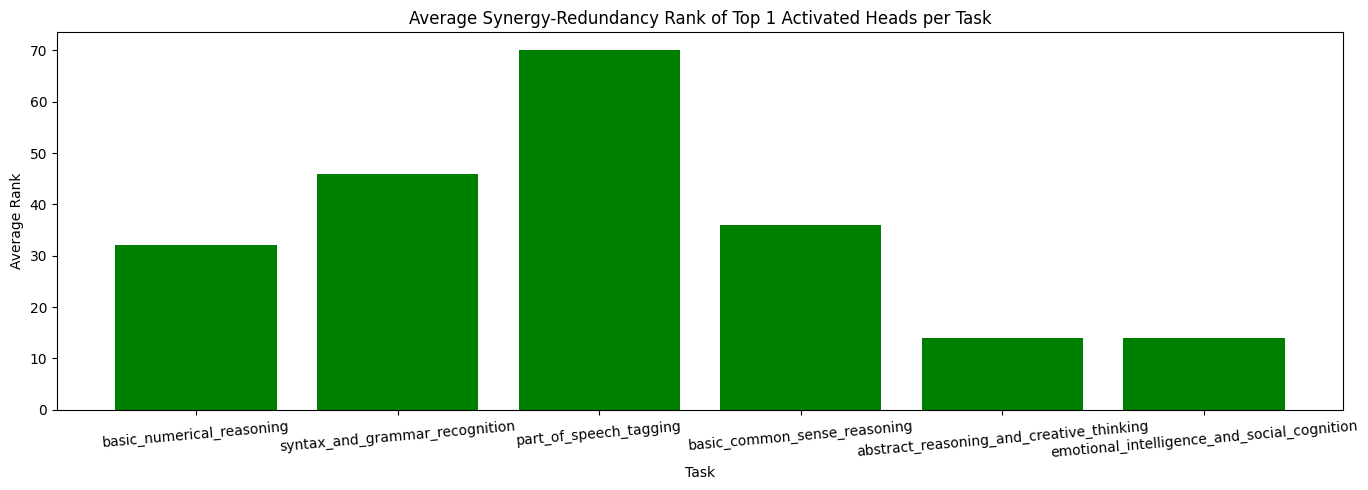 Average Synergy-Redundancy Rank of Top 1 Activated Heads per Task
70
60
50
40
30
20
10
0
Average Rank
basic_numerical_reasoning
syntax_and_grammar_recognition
part_of_speech_tagging
basic_common_sense_reasoning
abstract_reasoning_and_creative_thinking
emotional_intelligence_and_social_cognition
Task